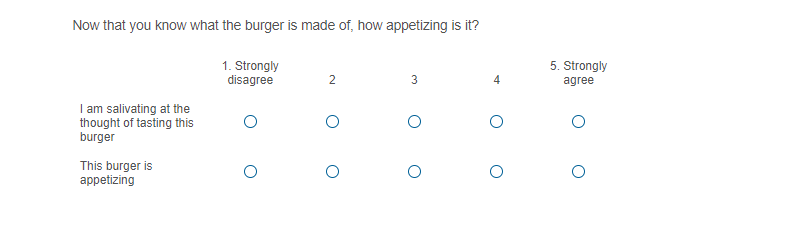 Now that you know what the burger is made of, how appetizing is it?
1. Strongly
disagree
2
3
4
5. Strongly
agree
I am salivating at the
thought of tasting this
burger
This burger is
appetizing